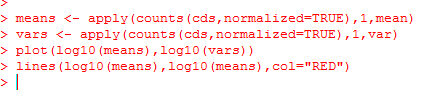 >
> means <- apply(counts(cds,normalized=TRUE),1,mean)
> vars <- apply(counts(cds,normalized=TRUE),1,var)
> plot(log10(means),log10(vars))
> lines(log10(means),log10(means),col="RED")
>